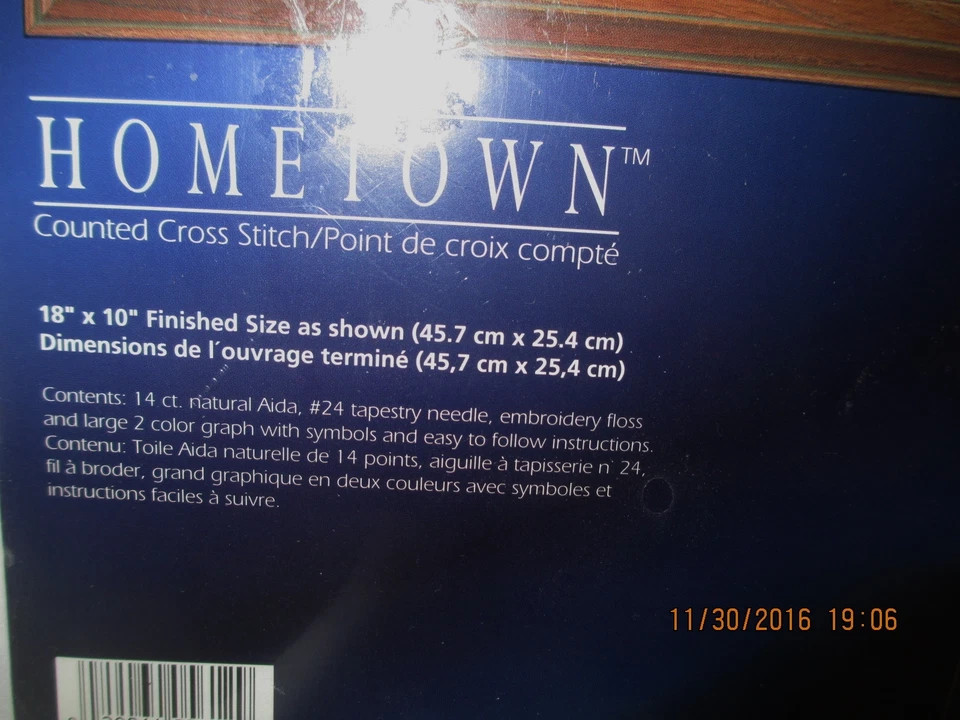 HOMETOWN™
Counted Cross Stitch/Point de croix compté
18" x 10" Finished Size as shown (45.7 cm x 25.4 cm)
Dimensions de l´ouvrage terminé (45,7 cm x 25,4 cm)
Contents: 14 ct. natural Aida, #24 tapestry needle, embroidery floss
and large 2 color graph with symbols and easy to follow instructions.
Contenu: Toile Aida naturelle de 14 points, aiguille à tapisserie n˙ 24,
fil à broder, grand graphique en deux couleurs avec symboles et
instructions faciles à suivre.
11/30/2016 19:06